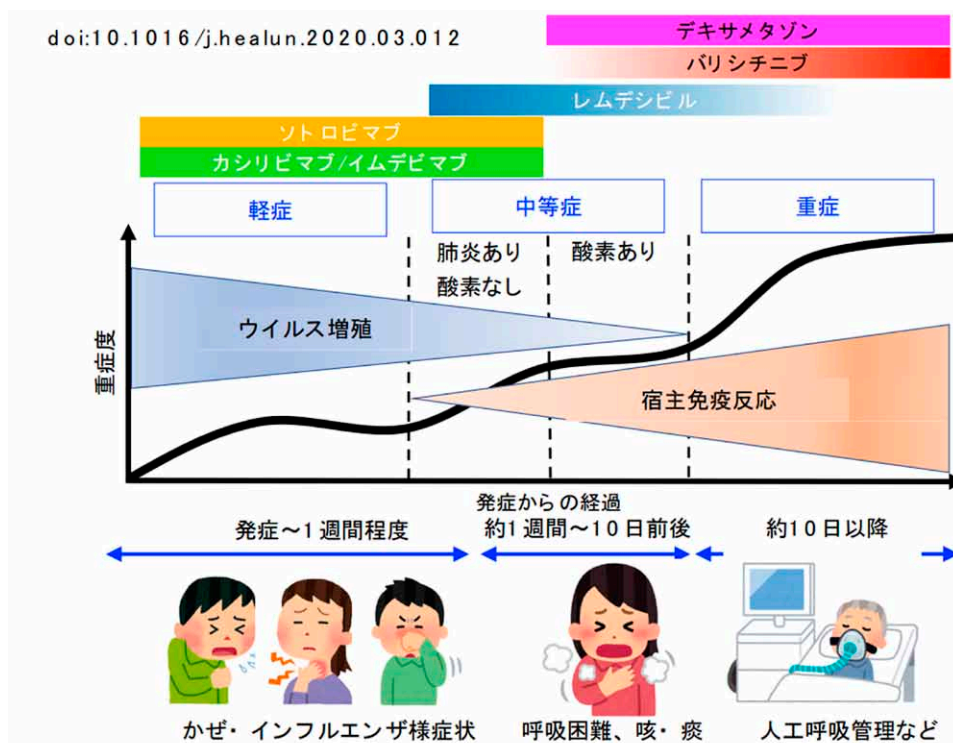 doi:10.1016/j.healun.2020.03.012
デキサメタゾン
バリシチニブ
レムデシビル
ソトロビマブ
カシリビマブ/イムデビマブ
軽症
中等症
重症
肺炎あり
酸素なし
酸素あり
ウイルス増殖
宿主免疫反応
重症度
発症からの経過
発症～1週間程度
約1週間～10日前後
約10日以降
かぜ・インフルエンザ様症状
呼吸困難、咳・痰
人工呼吸管理など